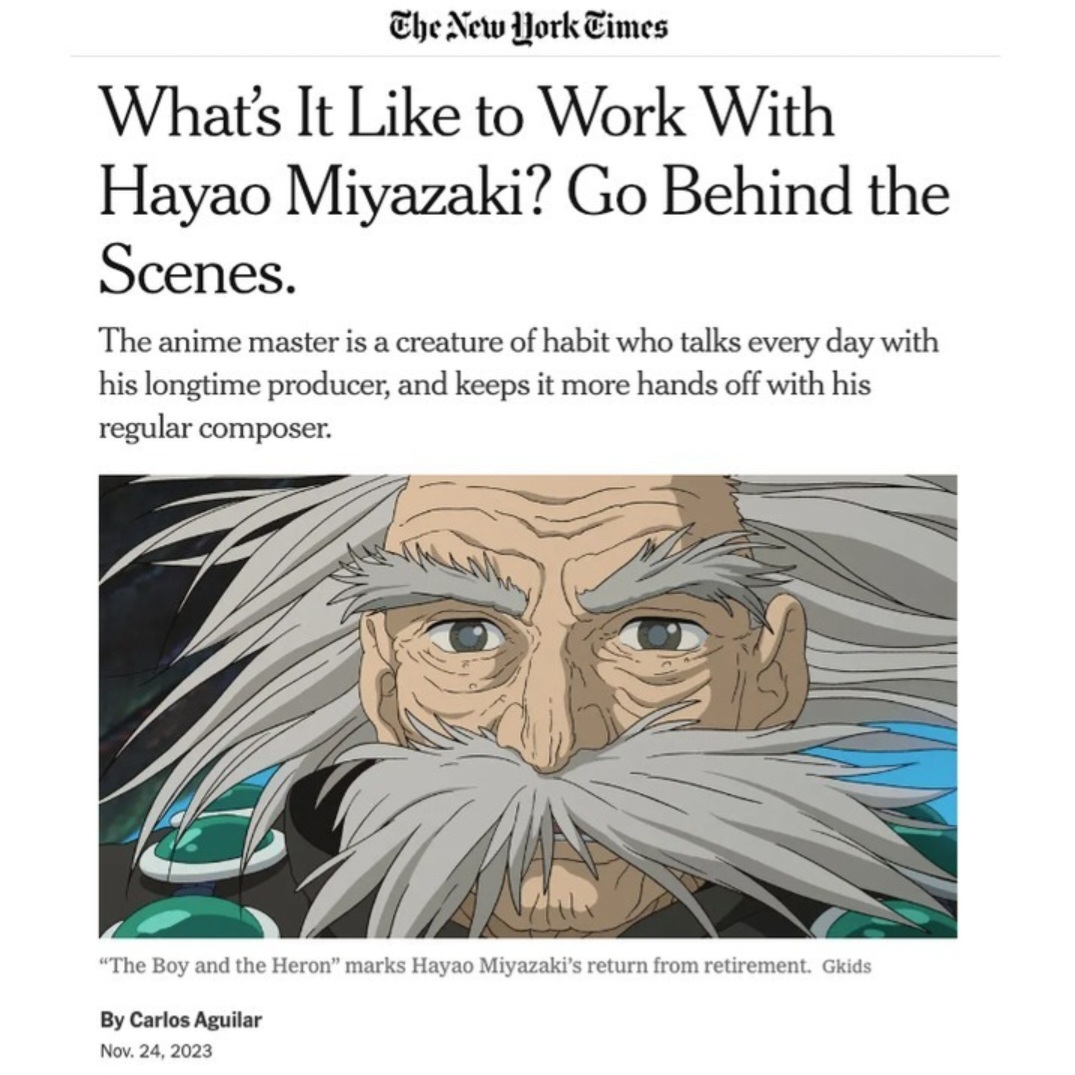 The New York Times
What’s It Like to Work With
Hayao Miyazaki? Go Behind the
Scenes.
The anime master is a creature of habit who talks every day with
his longtime producer, and keeps it more hands off with his
regular composer.
“The Boy and the Heron” marks Hayao Miyazaki’s return from retirement. Gkids
By Carlos Aguilar
Nov. 24, 2023